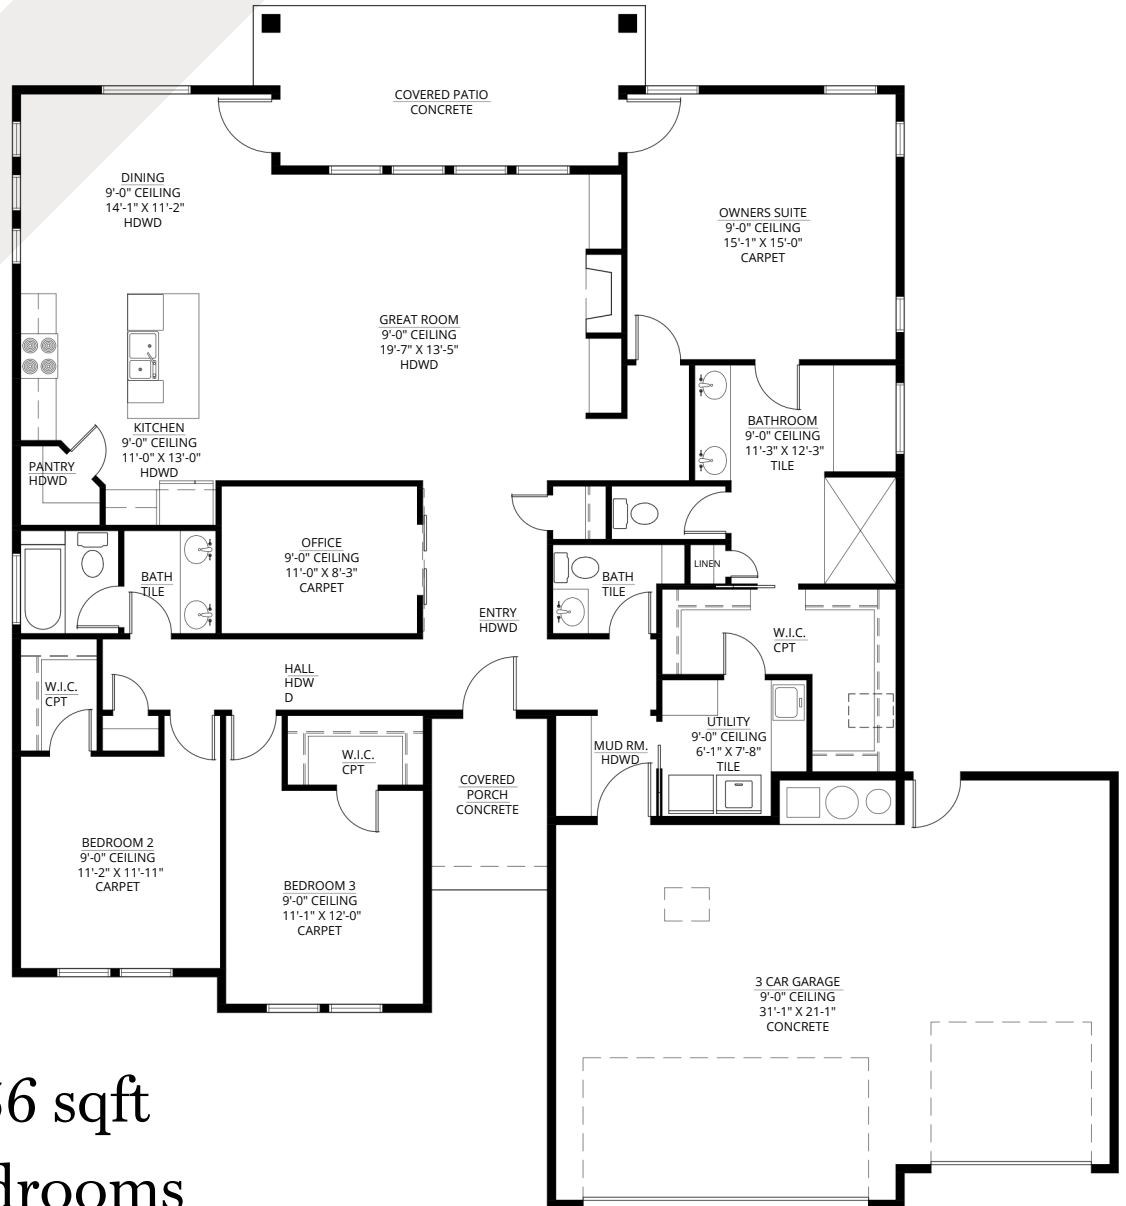 COVERED PATIO
CONCRETE
DINING
9'-0" CEILING
14'-1" X 11'-2"
HDWD
OWNERS SUITE
9'-0" CEILING
15'-1" X 15'-0"
CARPET
GREAT ROOM
9'-0" CEILING
19'-7" X 13'-5"
HDWD
KITCHEN
9'-0" CEILING
11'-0" X 13'-0"
HDWD
PANTRY
HDWD
BATHROOM
9'-0" CEILING
11'-3" X 12'-3"
TILE
OFFICE
9'-0" CEILING
11'-0" X 8'-3"
CARPET
BATH
TILE
BATH
TILE
LINEN
ENTRY
HDWD
W.I.C.
CPT
HALL
HDW
D
W.I.C.
CPT
UTILITY
9'-0" CEILING
6'-1" X 7'-8"
TILE
MUD RM.
HDWD
W.I.C.
CPT
COVERED
PORCH
CONCRETE
BEDROOM 2
9'-0" CEILING
11'-2" X 11'-11"
CARPET
BEDROOM 3
9'-0" CEILING
11'-1" X 12'-0"
CARPET
3 CAR GARAGE
9'-0" CEILING
31'-1" X 21-1"
CONCRETE
6 sqft
drooms